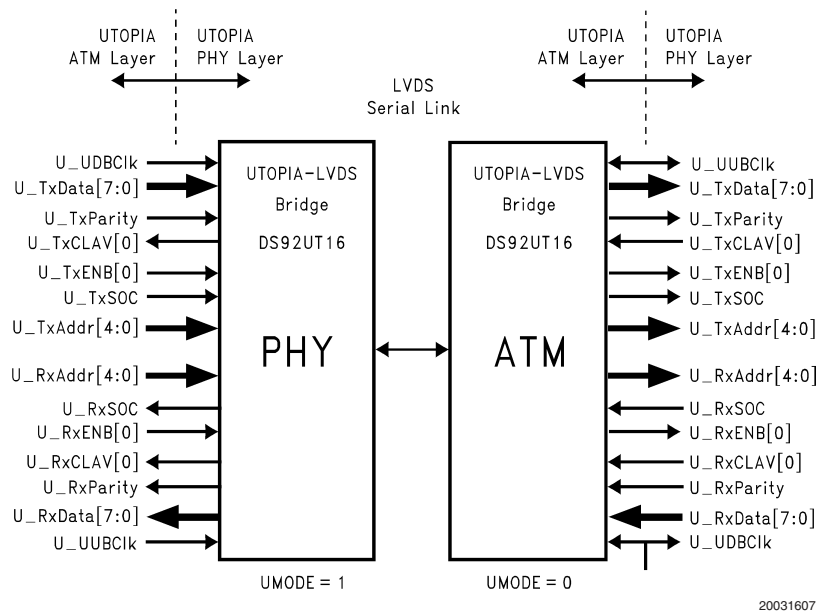 UTOPIA
ATM Layer
UTOPIA
PHY Layer
LVDS
Serial Link
UTOPIA
ATM Layer
UTOPIA
PHY Layer
U_UDBClk
U_TxData[7:0]
U_TxParity
U_TxCLAV[0]
U_TxENB[0]
U_TxSOC
U_TxAddr[4:0]
U_RxAddr[4:0]
U_RxSOC
U_RxENB[0]
U_RxCLAV[0]
U_RxParity
U_RxData[7:0]
U_UUBClk
UTOPIA-LVDS
Bridge
DS92UT16
PHY
UMODE = 1
UTOPIA-LVDS
Bridge
DS92UT16
ATM
UMODE = 0
U_UUBClk
U_TxData[7:0]
U_TxParity
U_TxCLAV[0]
U_TxENB[0]
U_TxSOC
U_TxAddr[4:0]
U_RxAddr[4:0]
U_RxSOC
U_RxENB[0]
U_RxCLAV[0]
U_RxParity
U_RxData[7:0]
U_UDBClk
20031607